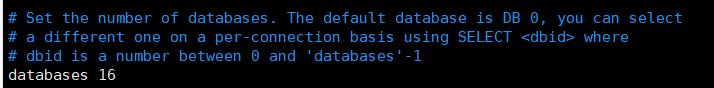 # Set the number of databases. The default database is DB 0, you can select
# a different one on a per-connection basis using SELECT <dbid> where
# dbid is a number between 0 and 'databases'-1
databases 16